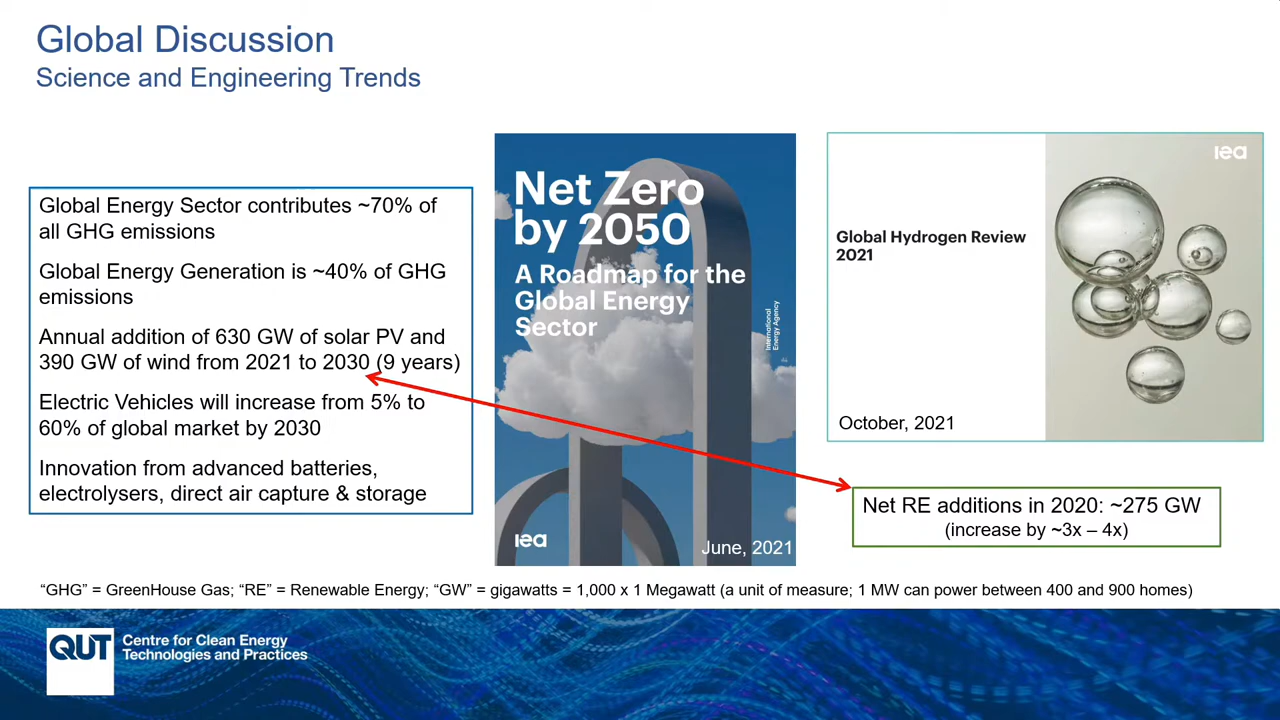 Global Discussion
Science and Engineering Trends
Global Energy Sector contributes ~70% of
all GHG emissions
Global Energy Generation is ~40% of GHG
emissions
Annual addition of 630 GW of solar PV and
390 GW of wind from 2021 to 2030 (9 years)
Electric Vehicles will increase from 5% to
60% of global market by 2030
Innovation from advanced batteries,
electrolysers, direct air capture & storage
Net Zero
by 2050
A Roadmap for the
Global Energy
Sector
International
Energy Agency
iea
June, 2021
Global Hydrogen Review
2021
iea
October, 2021
Net RE additions in 2020: ~275 GW
(increase by ~3x – 4x)
“GHG” = GreenHouse Gas; “RE” = Renewable Energy; “GW” = gigawatts = 1,000 x 1 Megawatt (a unit of measure; 1 MW can power between 400 and 900 homes)
QUT
Centre for Clean Energy
Technologies and Practices